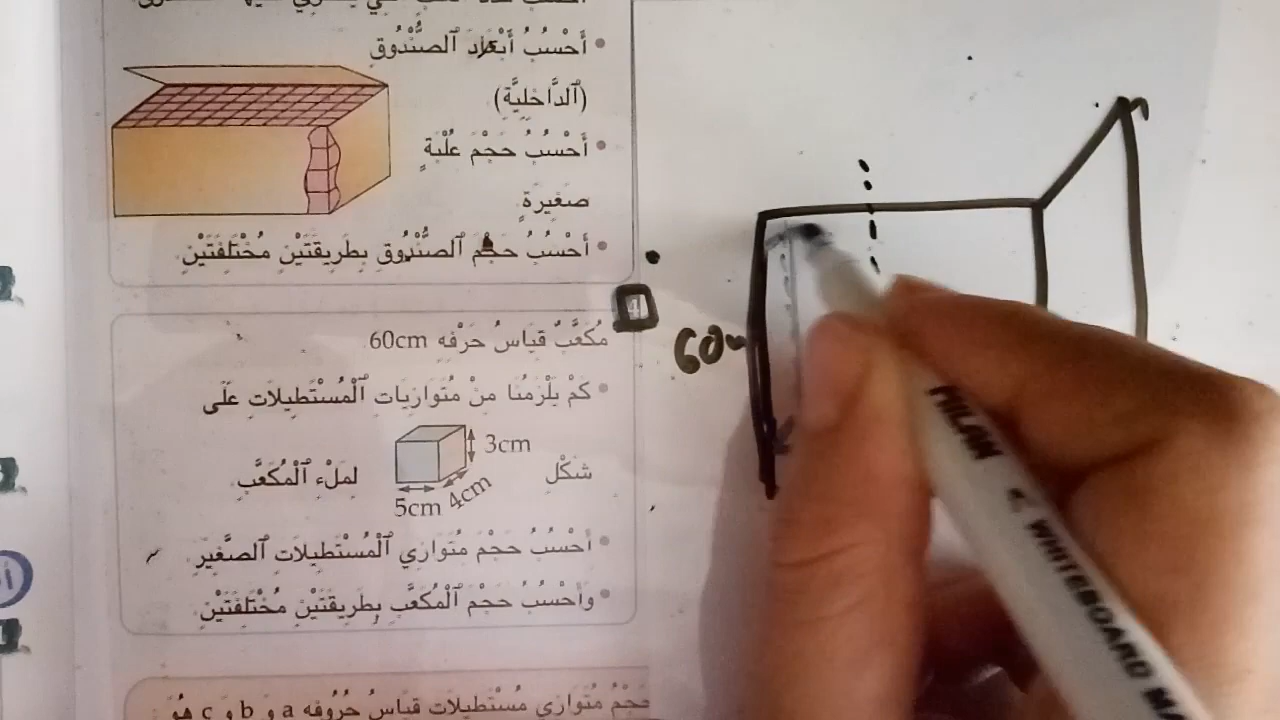 أَحْسُبُ أَبْعَادَ ٱلصُّنْدُوقِ
(ٱلدَّاخِلِيَّةِ)
أَحْسُبُ حَجْمَ عُلْبَةٍ
صَغِيرَةٍ
أَحْسُبُ حَجْمَ ٱلصُّنْدُوقِ بِطَرِيقَتَيْنِ مُخْتَلِفَتَيْنِ
4
مُكَعَّبٌ قِيَاسُ حَرْفِهِ 60cm
كَمْ يَلْزَمُنَا مِنْ مُتَوَازِيَاتِ ٱلْمُسْتَطِيلَاتِ عَلَى
شَكْلِ
3cm
5cm
4cm
لِمَلْءِ ٱلْمُكَعَّبِ
أَحْسُبُ حَجْمَ مُتَوَازِي ٱلْمُسْتَطِيلَاتِ ٱلصَّغِيرِ
وَأَحْسُبُ حَجْمَ ٱلْمُكَعَّبِ بِطَرِيقَتَيْنِ مُخْتَلِفَتَيْنِ
حَجْمُ مُتَوَازِي مُسْتَطِيلَاتٍ قِيَاسُ حُرُوفِهِ a وَ b وَ c هُوَ
60
MILAN
WHITEBOARD